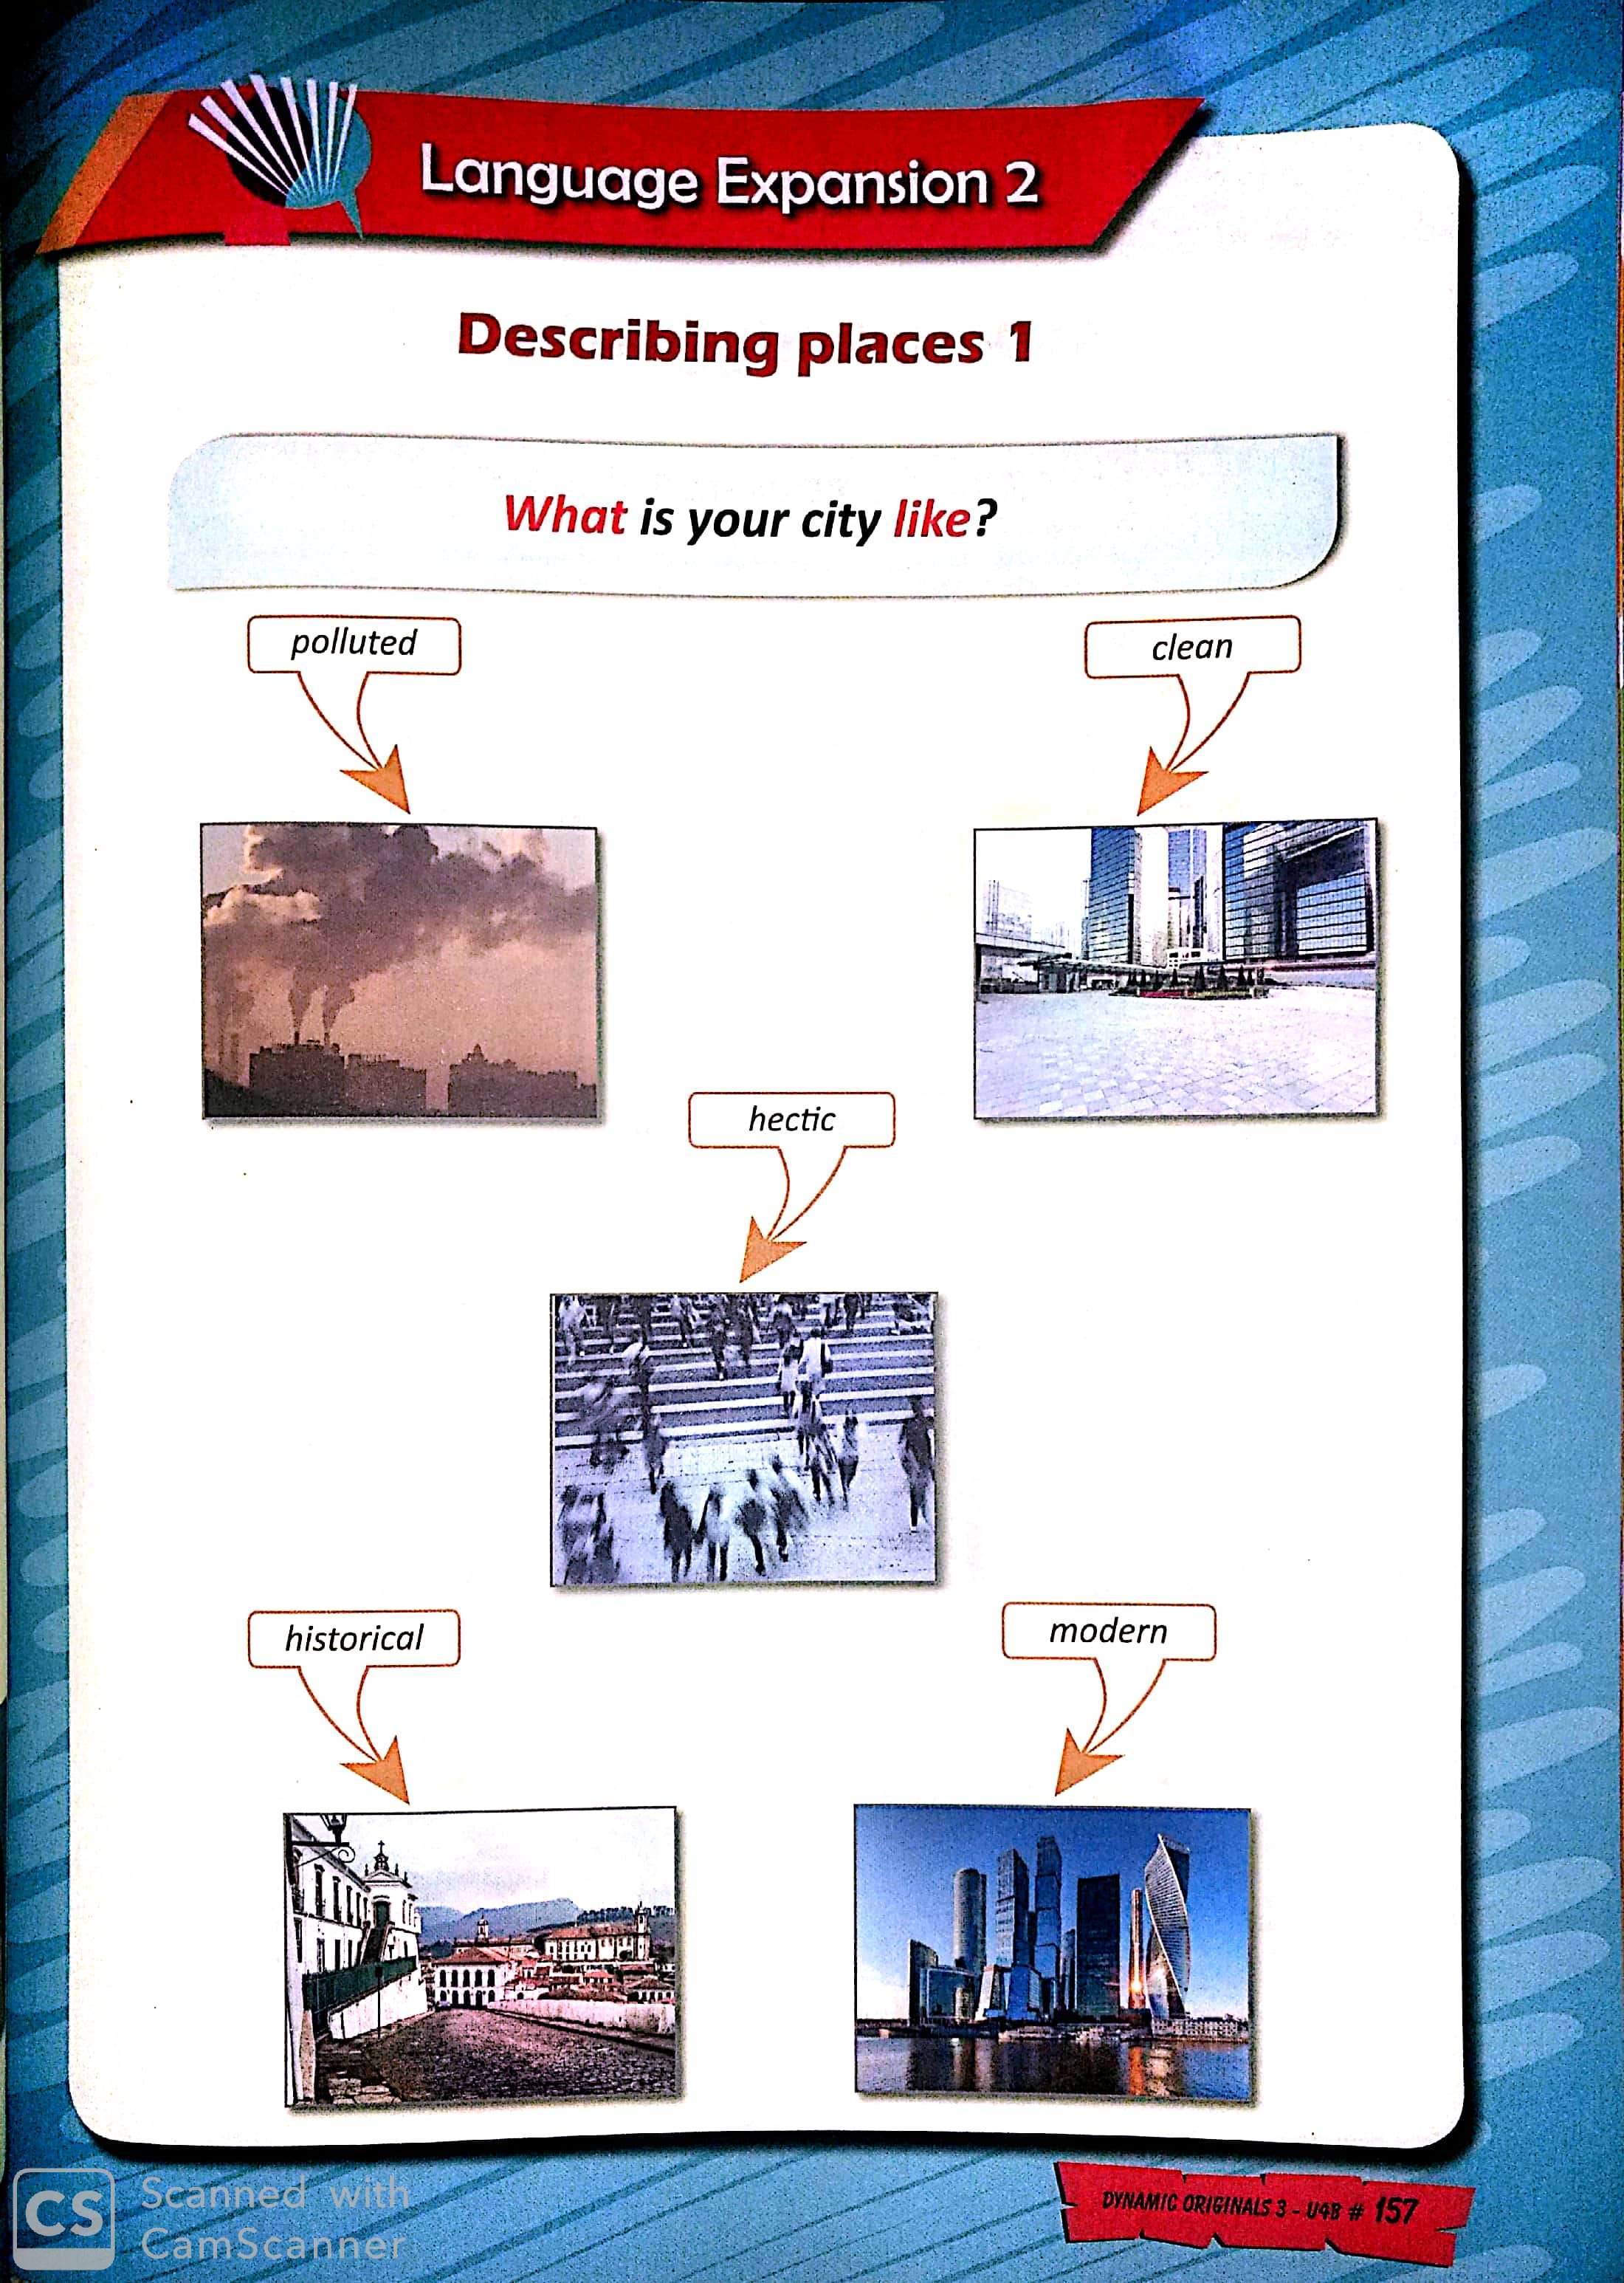 Language Expansion 2
Describing places 1
What is your city like?
polluted
clean
hectic
historical
modern
DYNAMIC ORIGINALS 3 - U4B # 157
CS
Scanned with
CamScanner